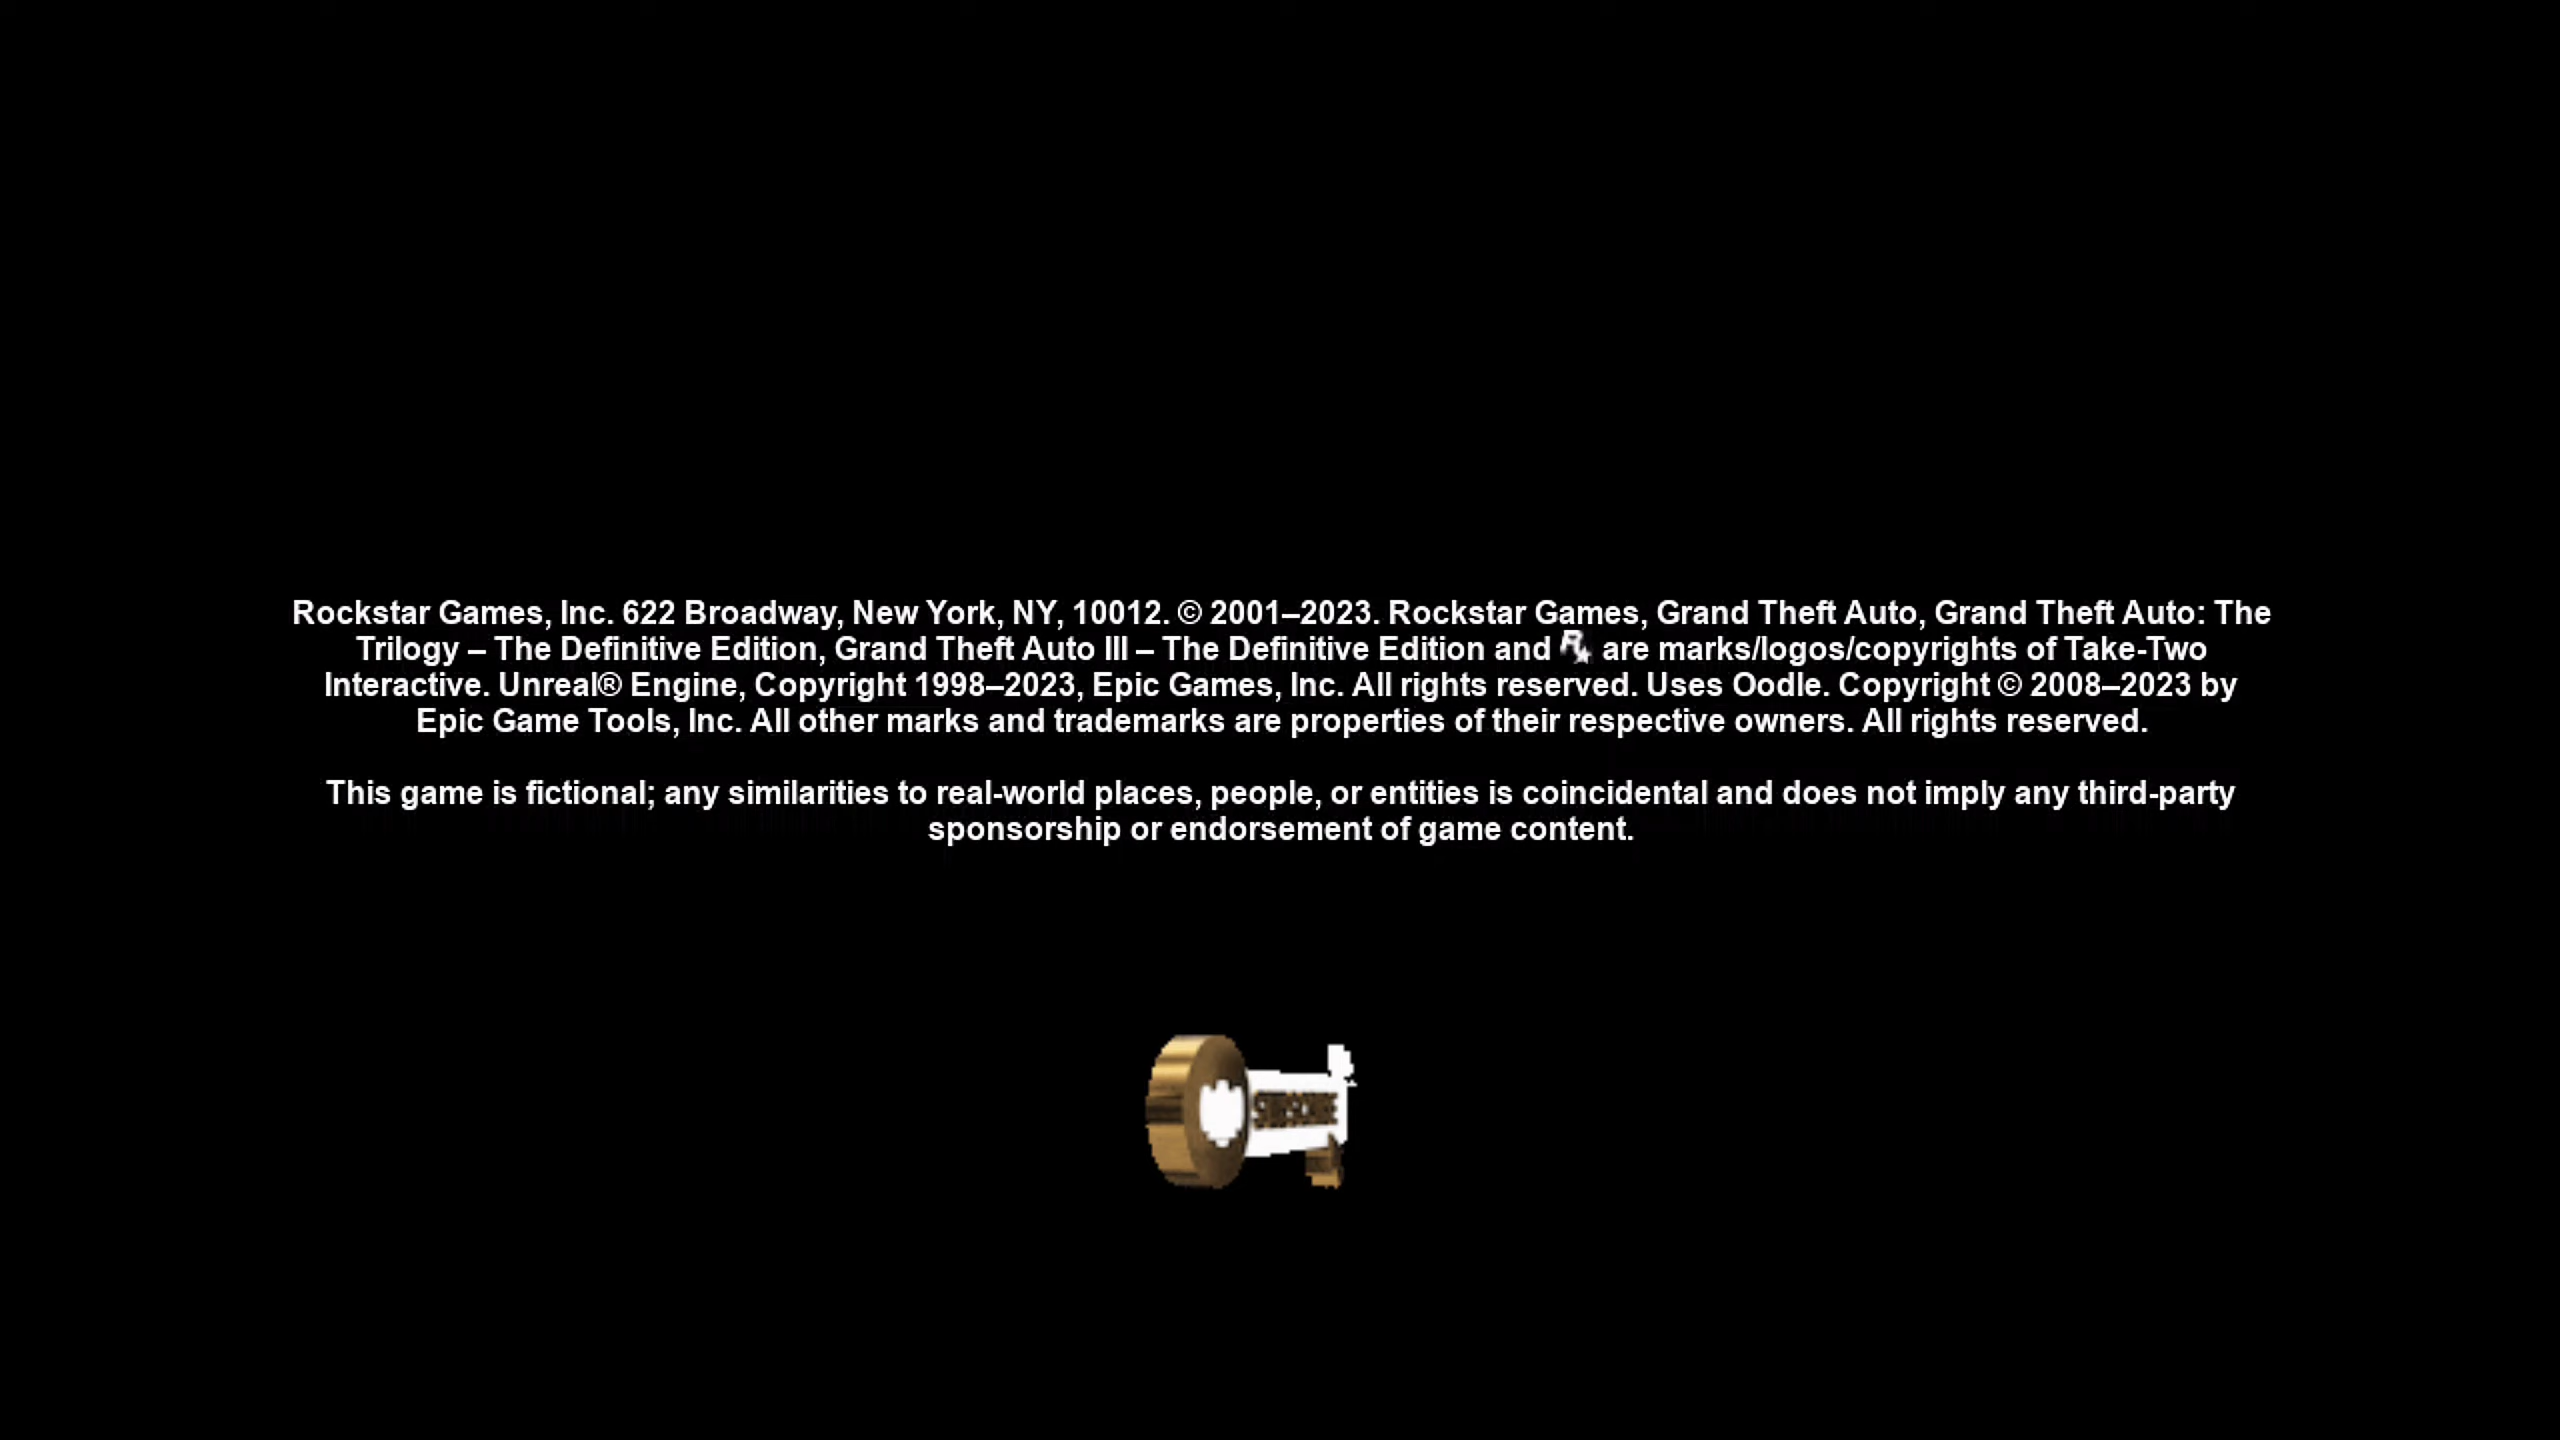 Rockstar Games, Inc. 622 Broadway, New York, NY, 10012. © 2001–2023. Rockstar Games, Grand Theft Auto, Grand Theft Auto: The
Trilogy – The Definitive Edition, Grand Theft Auto III – The Definitive Edition and R★ are marks/logos/copyrights of Take-Two
Interactive. Unreal® Engine, Copyright 1998–2023, Epic Games, Inc. All rights reserved. Uses Oodle. Copyright © 2008–2023 by
Epic Game Tools, Inc. All other marks and trademarks are properties of their respective owners. All rights reserved.
This game is fictional; any similarities to real-world places, people, or entities is coincidental and does not imply any third-party
sponsorship or endorsement of game content.